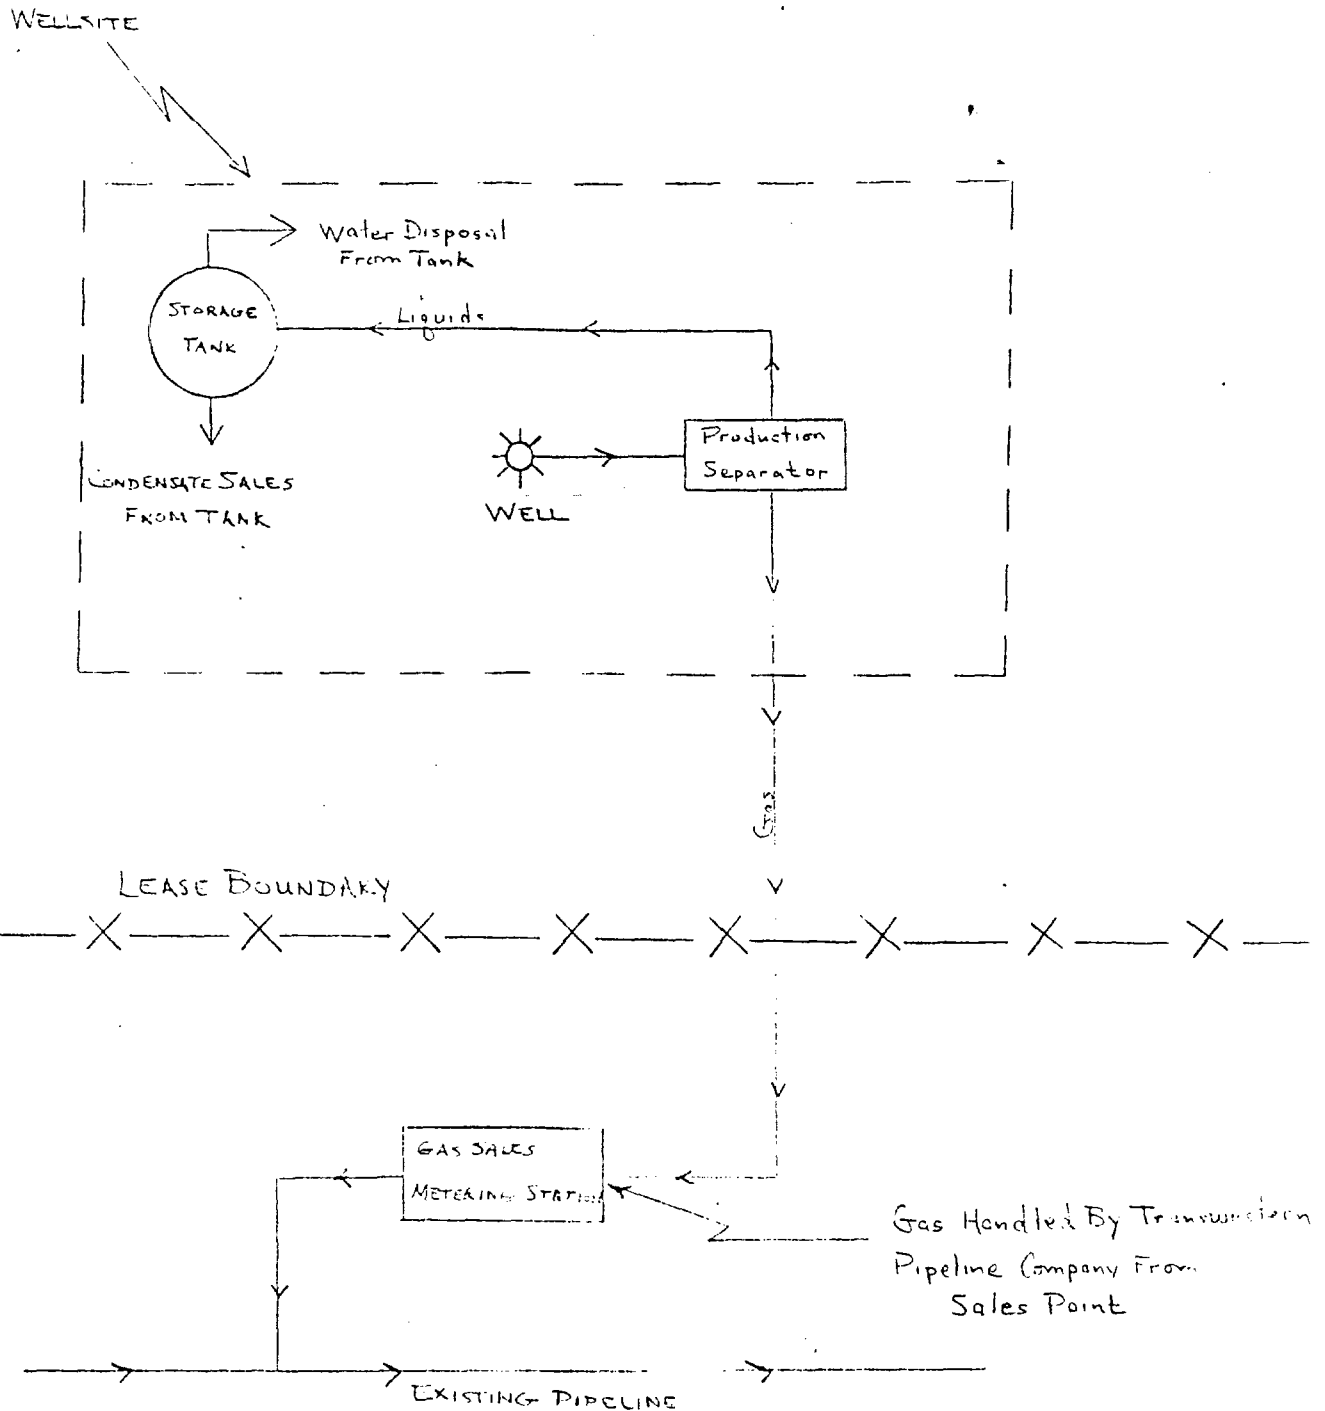 WELLSITE
Water Disposal
From Tank
STORAGE
TANK
Liquids
Production
Separator
CONDENSATE SALES
FROM TANK
WELL
Gas
LEASE BOUNDARY
GAS SALES
METERING STATION
Gas Handled By Transwestern
Pipeline Company From
Sales Point
EXISTING PIPELINE